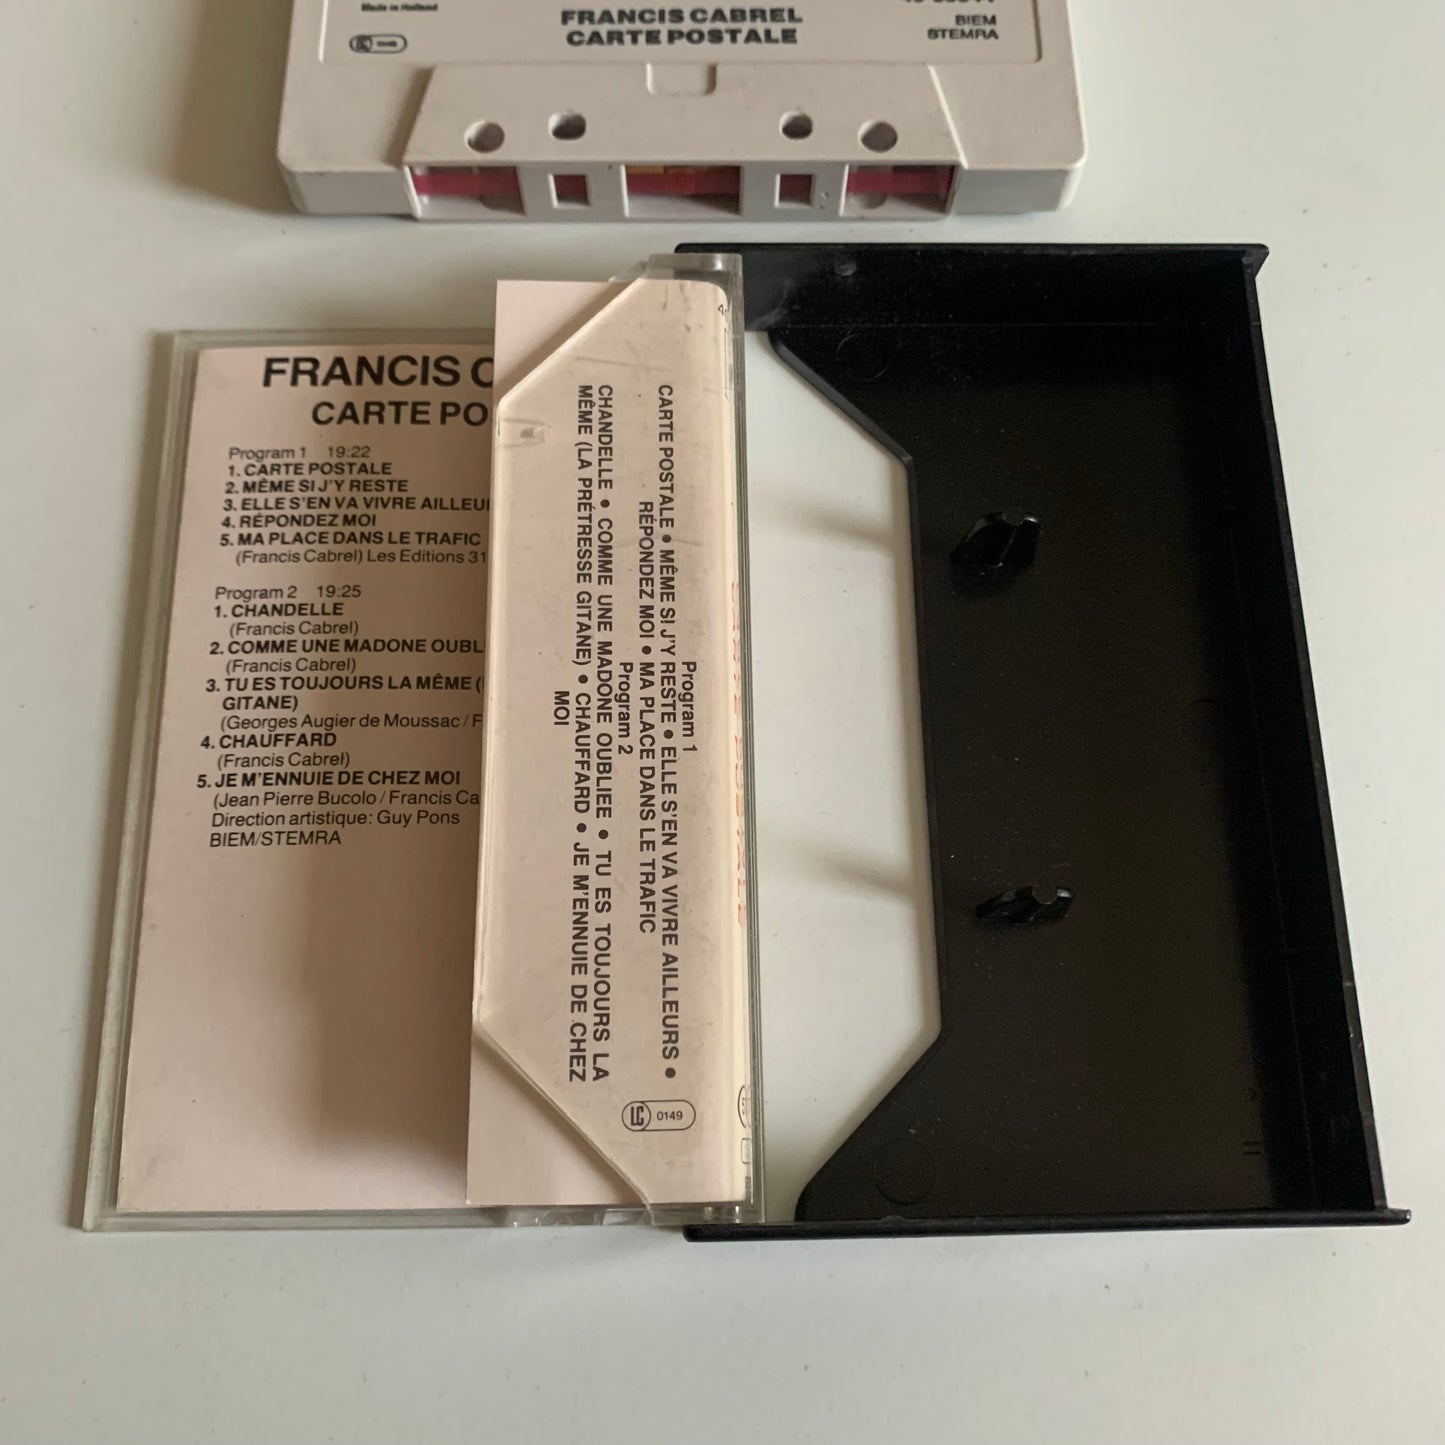 Made in Holland
FRANCIS CABREL
CARTE POSTALE
BIEM
STEMRA
FRANCIS C
CARTE PO
Program 1 19:22
1. CARTE POSTALE
2. MÊME SI J'Y RESTE
3. ELLE S'EN VA VIVRE AILLEU
4. RÉPONDEZ MOI
5. MA PLACE DANS LE TRAFIC
(Francis Cabrel) Les Editions 31
Program 2 19:25
1. CHANDELLE
(Francis Cabrel)
2. COMME UNE MADONE OUBL
(Francis Cabrel)
3. TU ES TOUJOURS LA MÊME (
GITANE)
(Georges Augier de Moussac / F
4. CHAUFFARD
(Francis Cabrel)
5. JE M'ENNUIE DE CHEZ MOI
(Jean Pierre Bucolo / Francis Ca
Direction artistique: Guy Pons
BIEM/STEMRA
Program 1
CARTE POSTALE • MÊME SI J'Y RESTE • ELLE S'EN VA VIVRE AILLEURS •
RÉPONDEZ MOI • MA PLACE DANS LE TRAFIC
Program 2
CHANDELLE • COMME UNE MADONE OUBLIEE • TU ES TOUJOURS LA
MÊME (LA PRÉTRESSE GITANE) • CHAUFFARD • JE M'ENNUIE DE CHEZ
MOI
LG 0149